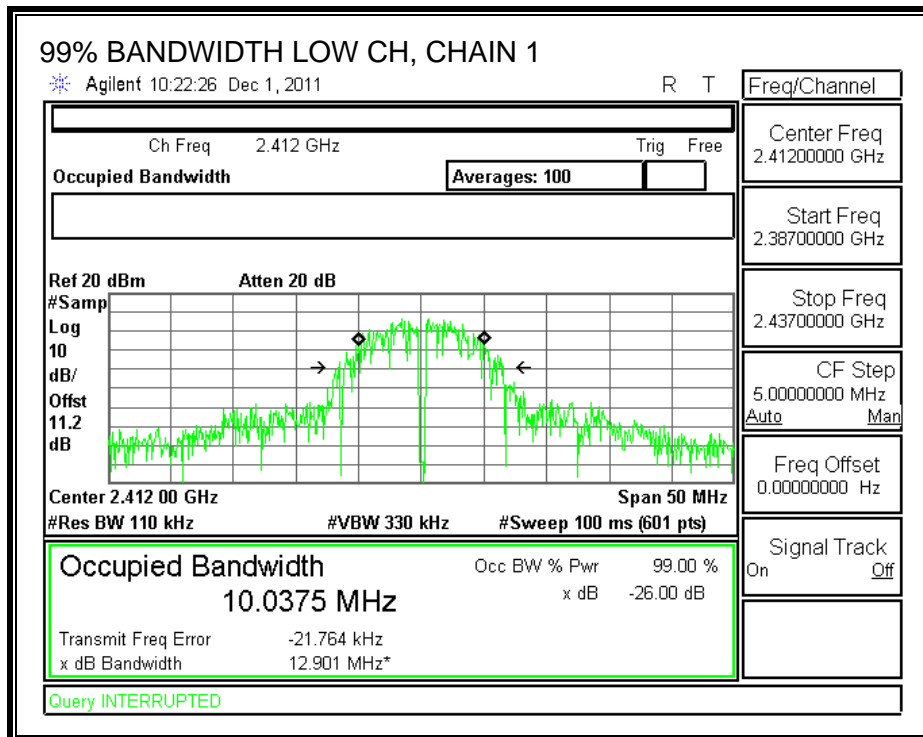 99% BANDWIDTH LOW CH, CHAIN 1
Agilent 10:22:26 Dec 1, 2011 R T
Ch Freq 2.412 GHz Trig Free
Occupied Bandwidth Averages: 100
Ref 20 dBm Atten 20 dB
#Samp
Log
10
dB/
Offst
11.2
dB
Center 2.412 00 GHz Span 50 MHz
#Res BW 110 kHz #VBW 330 kHz #Sweep 100 ms (601 pts)
Occupied Bandwidth Occ BW % Pwr 99.00 %
10.0375 MHz x dB -26.00 dB
Transmit Freq Error -21.764 kHz
x dB Bandwidth 12.901 MHz*
Query INTERRUPTED
Freq/Channel
Center Freq
2.41200000 GHz
Start Freq
2.38700000 GHz
Stop Freq
2.43700000 GHz
CF Step
5.00000000 MHz
Auto Man
Freq Offset
0.00000000 Hz
Signal Track
On Off